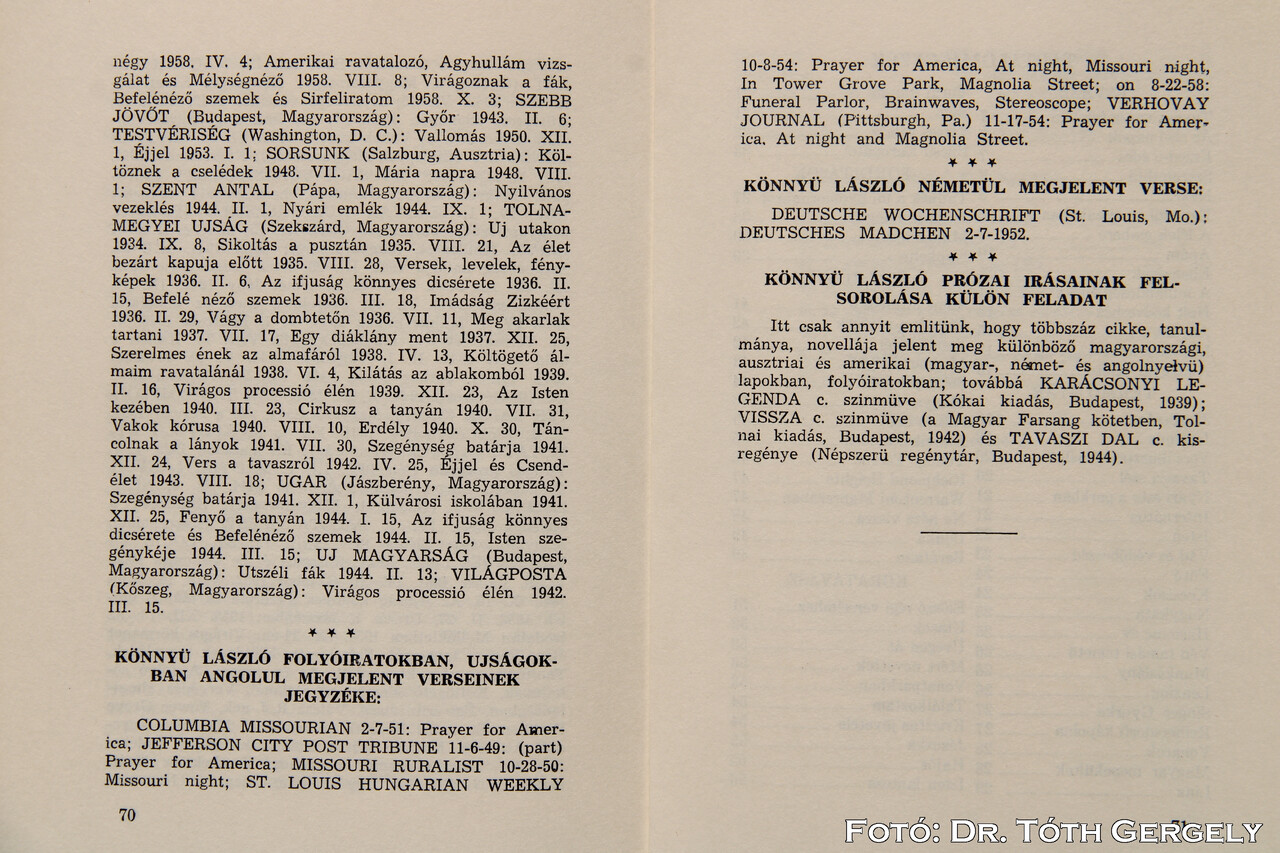 négy 1958. IV. 4; Amerikai ravatalozó, Agyhullám vizs-
gálat és Mélységnéző 1958. VIII. 8; Virágoznak a fák,
Befelénéző szemek és Sirfeliratom 1958. X. 3; SZEBB
JÖVŐT (Budapest, Magyarország): Győr 1943. II. 6;
TESTVÉRISÉG (Washington, D. C.): Vallomás 1950. XII.
1, Éjjel 1953. I. 1; SORSUNK (Salzburg, Ausztria): Köl-
töznek a cselédek 1948. VII. 1, Mária napra 1948. VIII.
1; SZENT ANTAL (Pápa, Magyarország): Nyilvános
vezeklés 1944. II. 1, Nyári emlék 1944. IX. 1; TOLNA-
MEGYEI UJSÁG (Szekszárd, Magyarország): Uj utakon
1934. IX. 8, Sikoltás a pusztán 1935. VIII. 21, Az élet
bezárt kapuja előtt 1935. VIII. 28, Versek, levelek, fény-
képek 1936. II. 6, Az ifjuság könnyes dicsérete 1936. II.
15, Befelé néző szemek 1936. III. 18, Imádság Zizkéért
1936. II. 29, Vágy a dombtetőn 1936. VII. 11, Meg akarlak
tartani 1937. VII. 17, Egy diáklány ment 1937. XII. 25,
Szerelmes ének az almafáról 1938. IV. 13, Költögető ál-
maim ravatalánál 1938. VI. 4, Kilátás az ablakomból 1939.
II. 16, Virágos processió élén 1939. XII. 23, Az Isten
kezében 1940. III. 23, Cirkusz a tanyán 1940. VII. 31,
Vakok kórusa 1940. VIII. 10, Erdély 1940. X. 30, Tán-
colnak a lányok 1941. VII. 30, Szegénység batárja 1941.
XII. 24, Vers a tavaszról 1942. IV. 25, Éjjel és Csend-
élet 1943. VIII. 18; UGAR (Jászberény, Magyarország):
Szegénység batárja 1941. XII. 1, Külvárosi iskolában 1941.
XII. 25, Fenyő a tanyán 1944. I. 15, Az ifjuság könnyes
dicsérete és Befelénéző szemek 1944. II. 15, Isten sze-
génykéje 1944. III. 15; UJ MAGYARSÁG (Budapest,
Magyarország): Utszéli fák 1944. II. 13; VILÁGPOSTA
(Kőszeg, Magyarország): Virágos processió élén 1942.
III. 15.
* * *
KÖNNYÜ LÁSZLÓ FOLYÓIRATOKBAN, UJSÁGOK-
BAN ANGOLUL MEGJELENT VERSEINEK
JEGYZÉKE:
COLUMBIA MISSOURIAN 2-7-51: Prayer for Amer-
ica; JEFFERSON CITY POST TRIBUNE 11-6-49: (part)
Prayer for America; MISSOURI RURALIST 10-28-50:
Missouri night; ST. LOUIS HUNGARIAN WEEKLY
70
10-8-54: Prayer for America, At night, Missouri night,
In Tower Grove Park, Magnolia Street; on 8-22-58:
Funeral Parlor, Brainwaves, Stereoscope; VERHOVAY
JOURNAL (Pittsburgh, Pa.) 11-17-54: Prayer for Amer-
ica. At night and Magnolia Street.
* * *
KÖNNYÜ LÁSZLÓ NÉMETÜL MEGJELENT VERSE:
DEUTSCHE WOCHENSCHRIFT (St. Louis, Mo.):
DEUTSCHES MADCHEN 2-7-1952.
* * *
KÖNNYÜ LÁSZLÓ PRÓZAI IRÁSAINAK FEL-
SOROLÁSA KÜLÖN FELADAT
Itt csak annyit emlitünk, hogy többszáz cikke, tanul-
mánya, novellája jelent meg különböző magyarországi,
ausztriai és amerikai (magyar-, német- és angolnyelvü)
lapokban, folyóiratokban; továbbá KARÁCSONYI LE-
GENDA c. szinmüve (Kókai kiadás, Budapest, 1939);
VISSZA c. szinmüve (a Magyar Farsang kötetben, Tol-
nai kiadás, Budapest, 1942) és TAVASZI DAL c. kis-
regénye (Népszerü regénytár, Budapest, 1944).
71
Fotó: Dr. Tóth Gergely